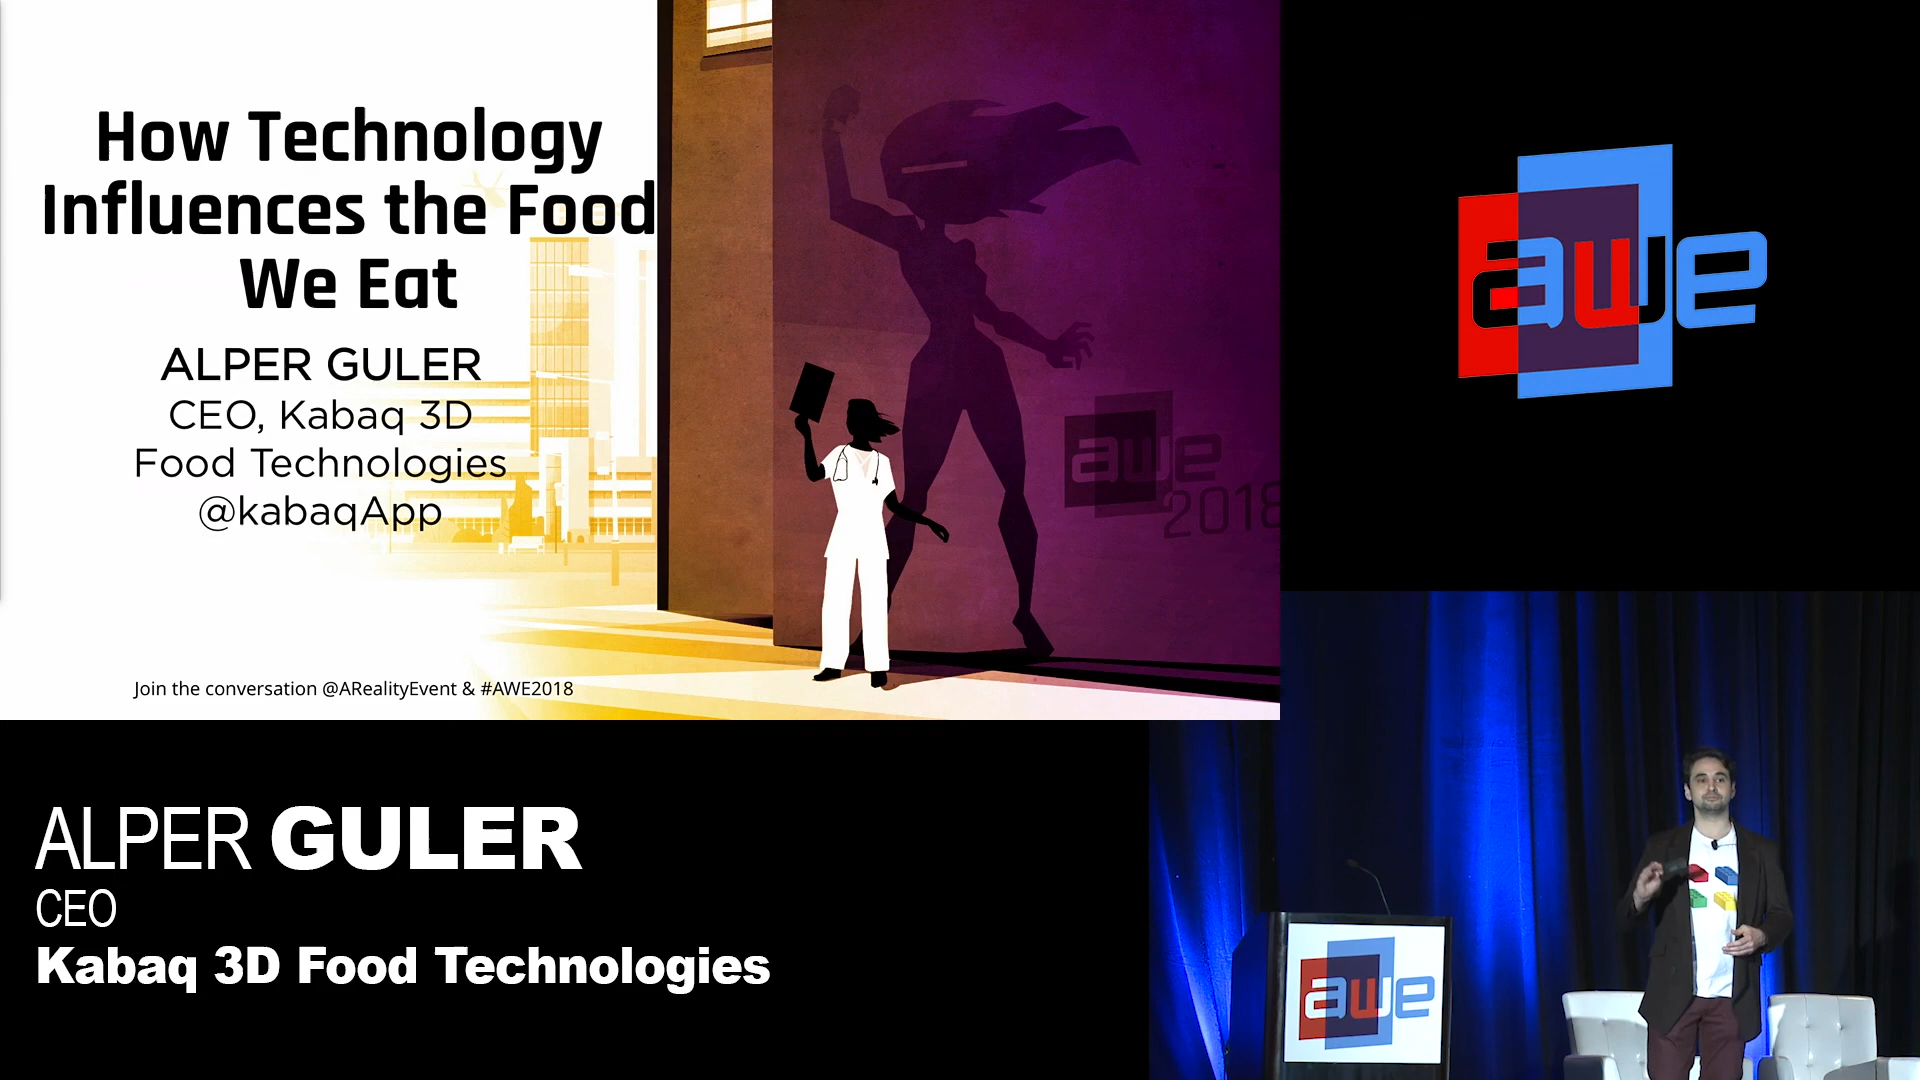 How Technology
Influences the Food
We Eat
ALPER GULER
CEO, Kabaq 3D
Food Technologies
@kabaqApp
Join the conversation @ARealityEvent & #AWE2018
awe
2018
awe
ALPER GULER
CEO
Kabaq 3D Food Technologies
awe